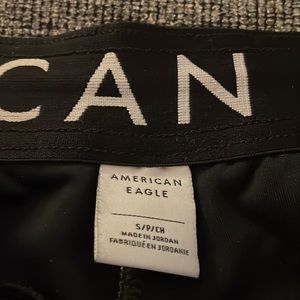 CAN
AMERICAN
EAGLE
S/P/CH
MADE IN JORDAN
FABRIQUÉ EN JORDANIE